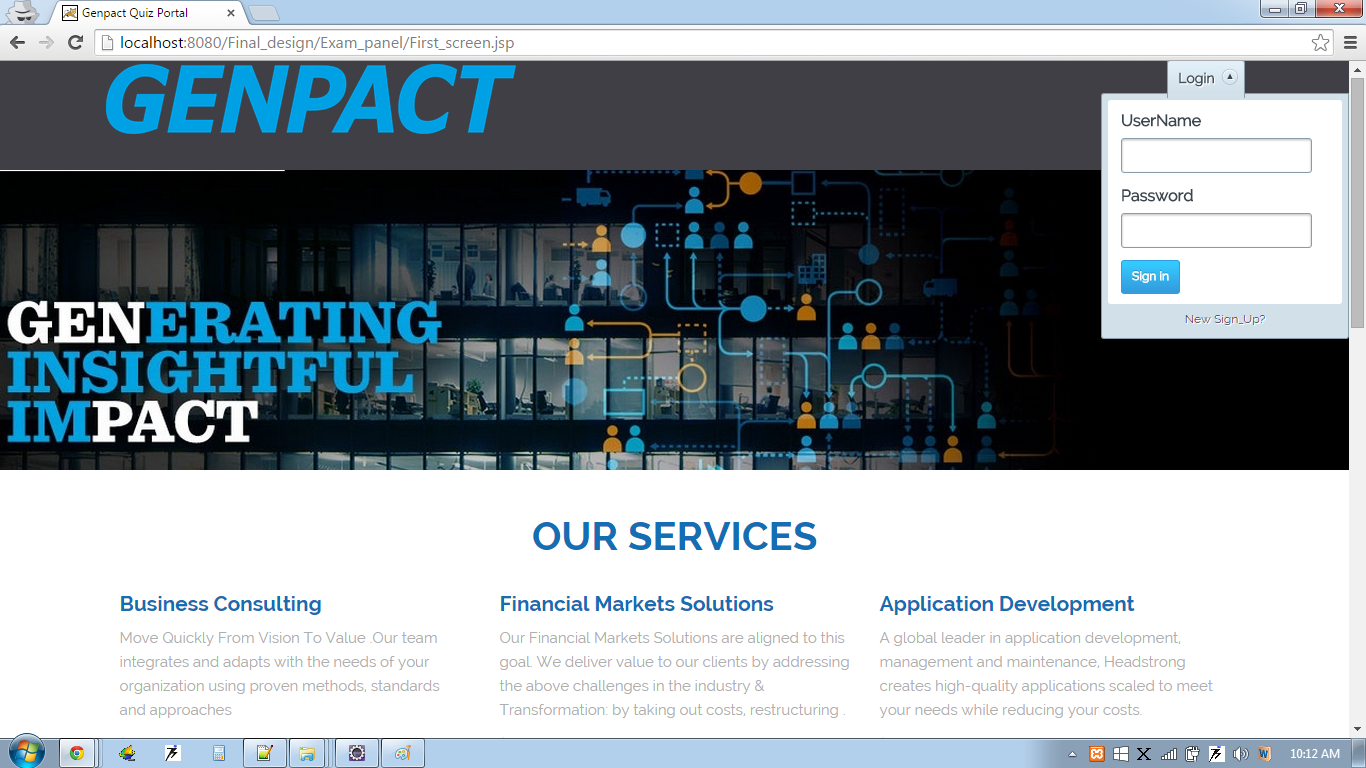 Genpact Quiz Portal
localhost:8080/Final_design/Exam_panel/First_screen.jsp
GENPACT
Login
UserName
Password
Sign in
New Sign_Up?
GENERATING
INSIGHTFUL
IMPACT
OUR SERVICES
Business Consulting
Move Quickly From Vision To Value .Our team
integrates and adapts with the needs of your
organization using proven methods, standards
and approaches
Financial Markets Solutions
Our Financial Markets Solutions are aligned to this
goal. We deliver value to our clients by addressing
the above challenges in the industry &
Transformation: by taking out costs, restructuring .
Application Development
A global leader in application development,
management and maintenance, Headstrong
creates high-quality applications scaled to meet
your needs while reducing your costs.
10:12 AM